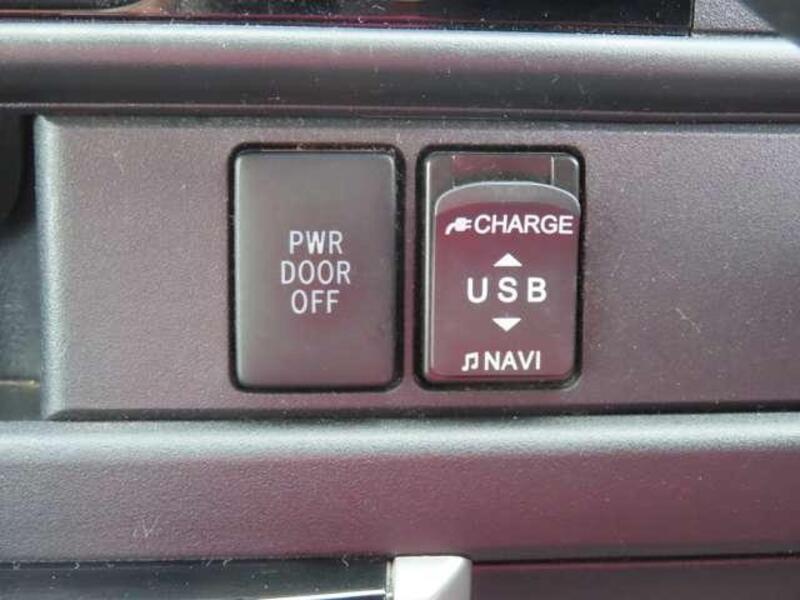 PWR
DOOR
OFF
CHARGE
USB
NAVI